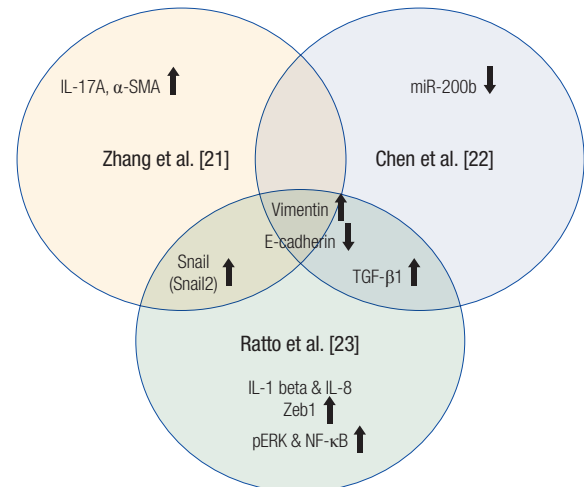 IL-17A, α-SMA
miR-200b
Zhang et al. [21]
Chen et al. [22]
Vimentin
E-cadherin
Snail
(Snail2)
TGF-β1
Ratto et al. [23]
IL-1 beta & IL-8
Zeb1
pERK & NF-κB